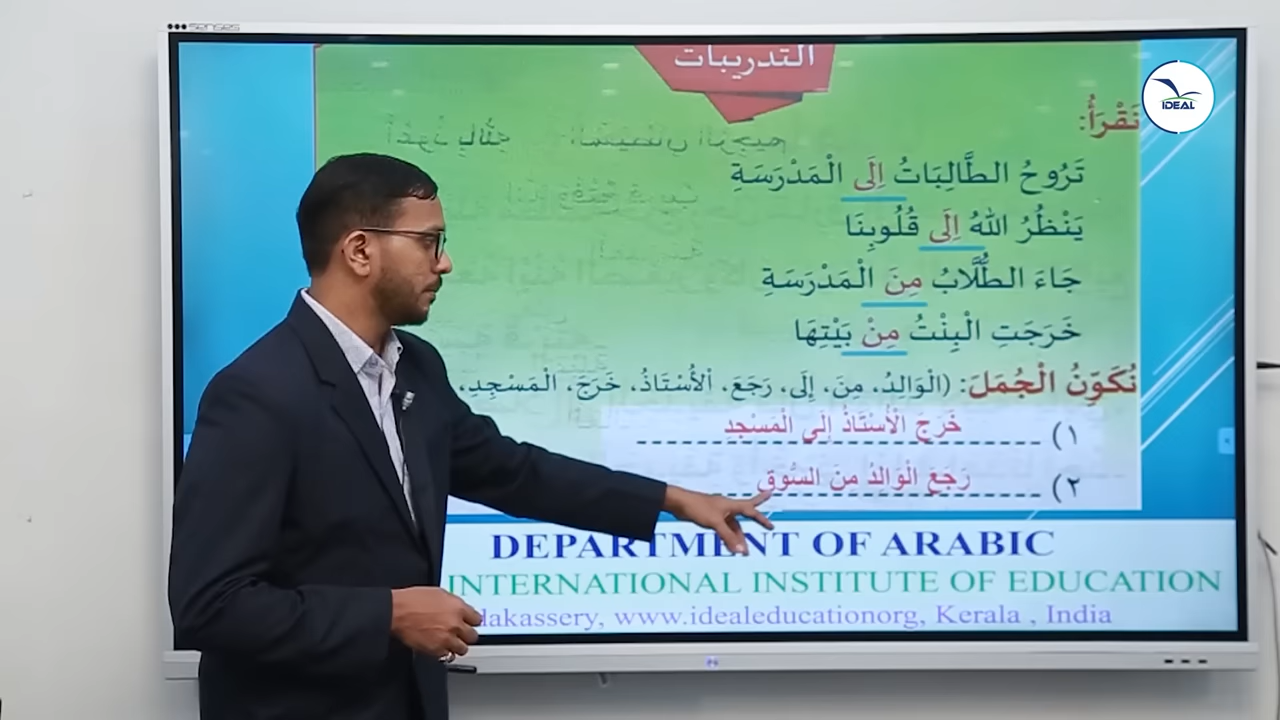 senses
IDEAL
التدريبات
نَقْرَأُ:
تَرُوحُ الطَّالِبَاتُ اِلَى الْمَدْرَسَةِ
يَنْظُرُ اللهُ اِلَى قُلُوبِنَا
جَاءَ الطُّلَّابُ مِنَ الْمَدْرَسَةِ
خَرَجَتِ الْبِنْتُ مِنْ بَيْتِهَا
نُكَوِّنُ الْجُمَلَ: (الْوَالِدُ، مِنَ، إِلَى، رَجَعَ، الْأُسْتَاذُ، خَرَجَ، الْمَسْجِدِ،
١) خَرَجَ الْأُسْتَاذُ إِلَى الْمَسْجِدِ
٢) رَجَعَ الْوَالِدُ مِنَ السُّوقِ
DEPARTMENT OF ARABIC
INTERNATIONAL INSTITUTE OF EDUCATION
www.idealeducationorg, Kerala , India